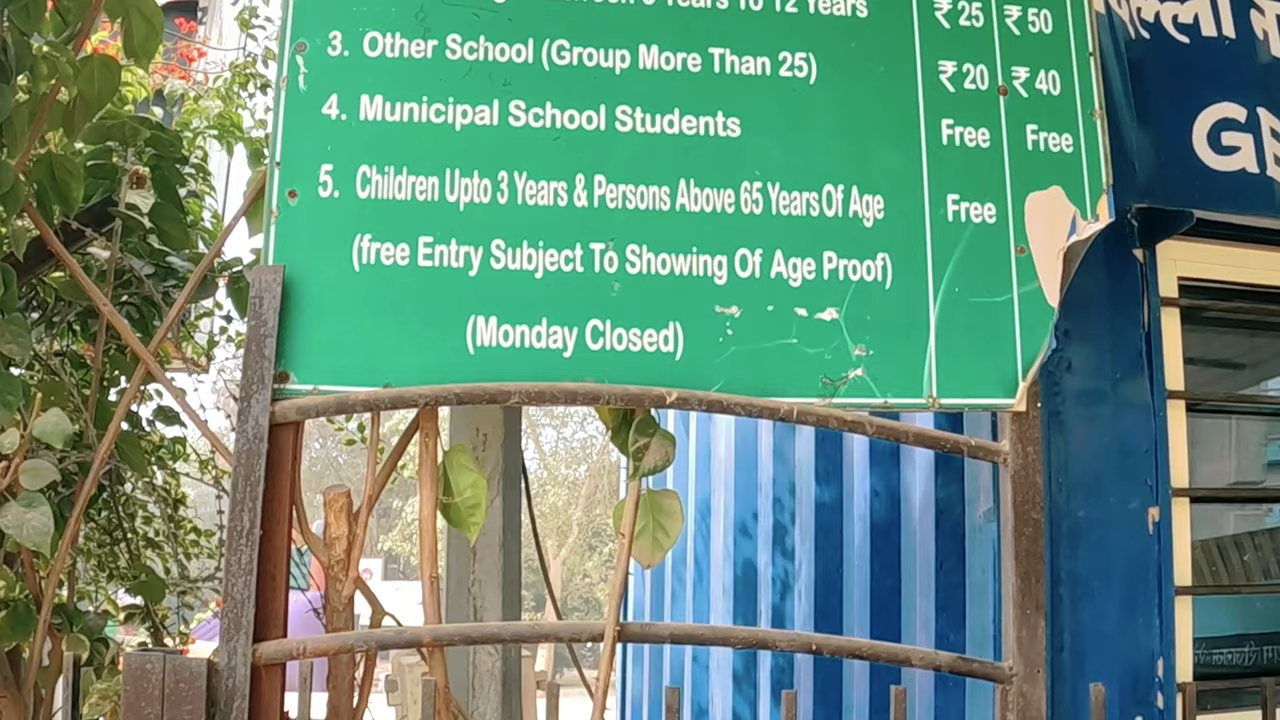 Years To 12 Years ₹25 ₹50
3. Other School (Group More Than 25) ₹20 ₹40
4. Municipal School Students Free Free
5. Children Upto 3 Years & Persons Above 65 Years Of Age Free
(free Entry Subject To Showing Of Age Proof)
(Monday Closed)